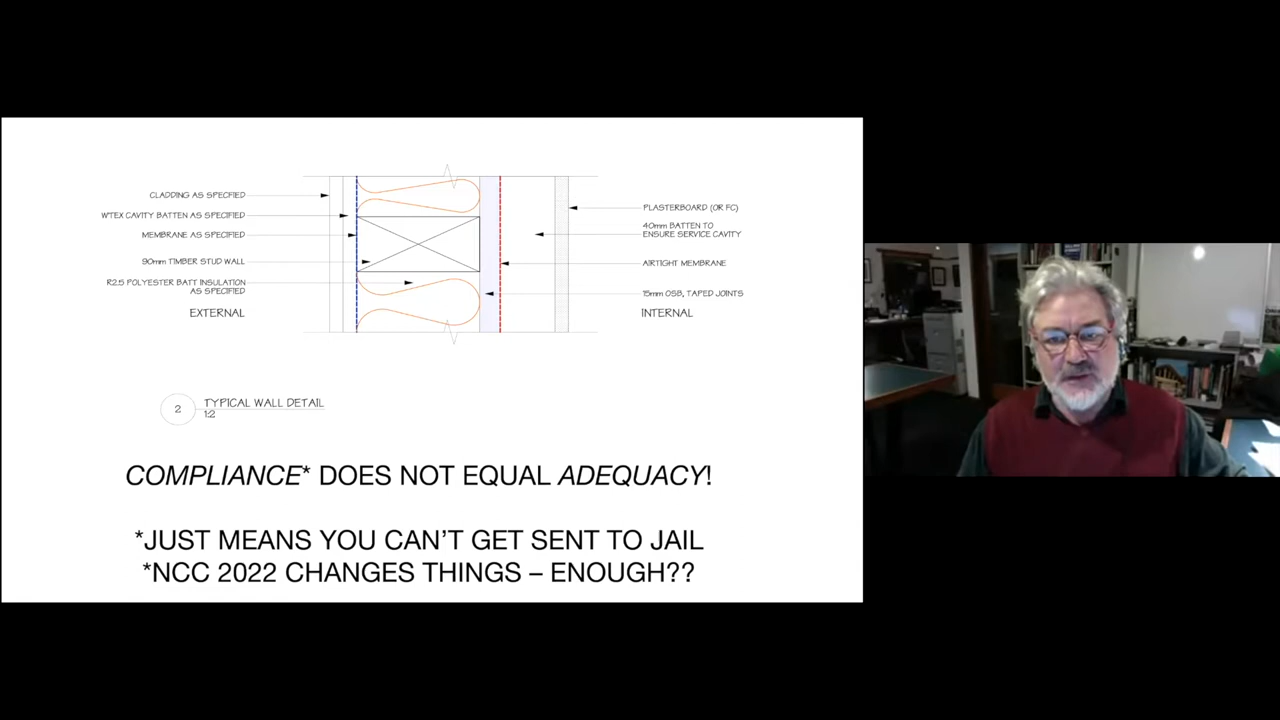 CLADDING AS SPECIFIED
WTEX CAVITY BATTEN AS SPECIFIED
MEMBRANE AS SPECIFIED
90mm TIMBER STUD WALL
R2.5 POLYESTER BATT INSULATION
AS SPECIFIED
EXTERNAL
PLASTERBOARD (OR FC)
40mm BATTEN TO
ENSURE SERVICE CAVITY
AIRTIGHT MEMBRANE
15mm OSB, TAPED JOINTS
INTERNAL
2
TYPICAL WALL DETAIL
1:2
COMPLIANCE* DOES NOT EQUAL ADEQUACY!
*JUST MEANS YOU CAN'T GET SENT TO JAIL
*NCC 2022 CHANGES THINGS – ENOUGH??